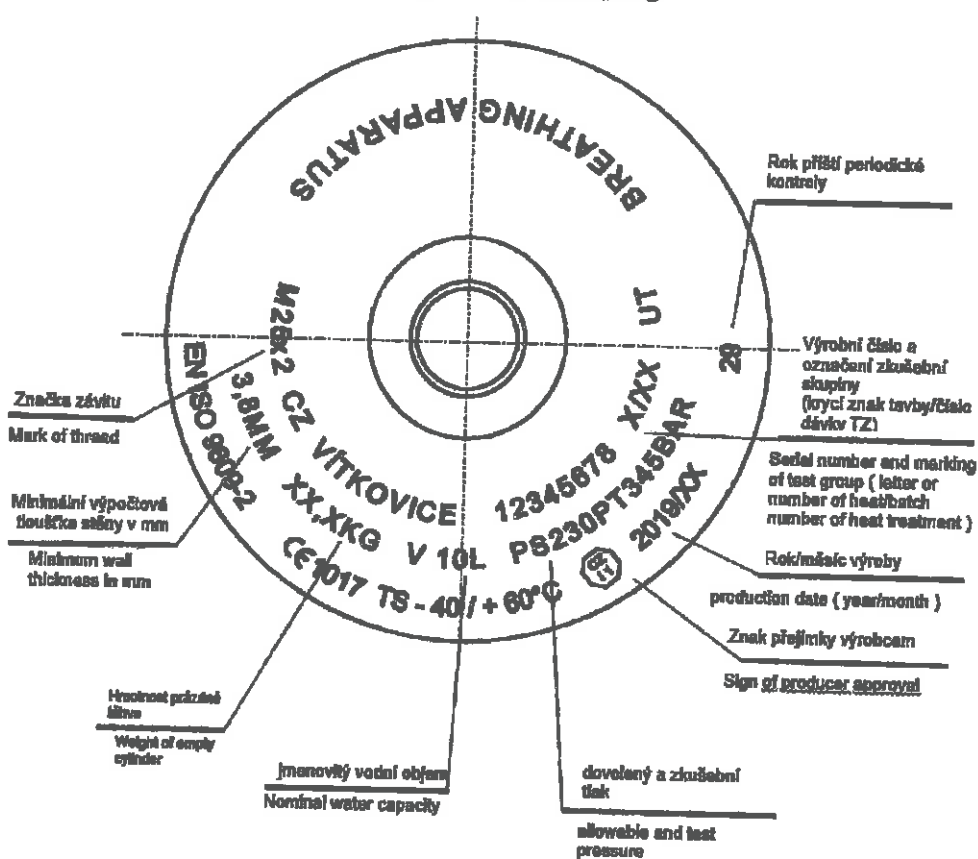 BREATHING APPARATUS
M25x2 CZ VÍTKOVICE 12345678 X/XX UT
EN ISO 9809-2 3,8MM XX,XKG V 10L PS230PT345BAR
CE1017 TS - 40 / + 60°C 2019/XX
Rok příští periodické
kontroly
Výrobní číslo a
označení zkušební
skupiny
(krycí znak tavby/číslo
dávky TZ)
Serial number and marking
of test group ( letter or
number of heat/batch
number of heat treatment )
Rok/měsíc výroby
production date ( year/month )
Znak přejímky výrobcem
Sign of producer approval
dovolený a zkušební
tlak
allowable and test
pressure
jmenovitý vodní objem
Nominal water capacity
Hmotnost prázdné
láhve
Weight of empty
cylinder
Minimální výpočtová
tloušťka stěny v mm
Minimum wall
thickness in mm
Značka závitu
Mark of thread